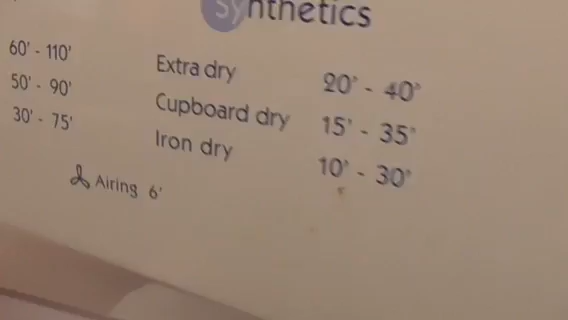 Synthetics
60' - 110' Extra dry 20' - 40'
50' - 90' Cupboard dry 15' - 35'
30' - 75' Iron dry 10' - 30'
Airing 6'